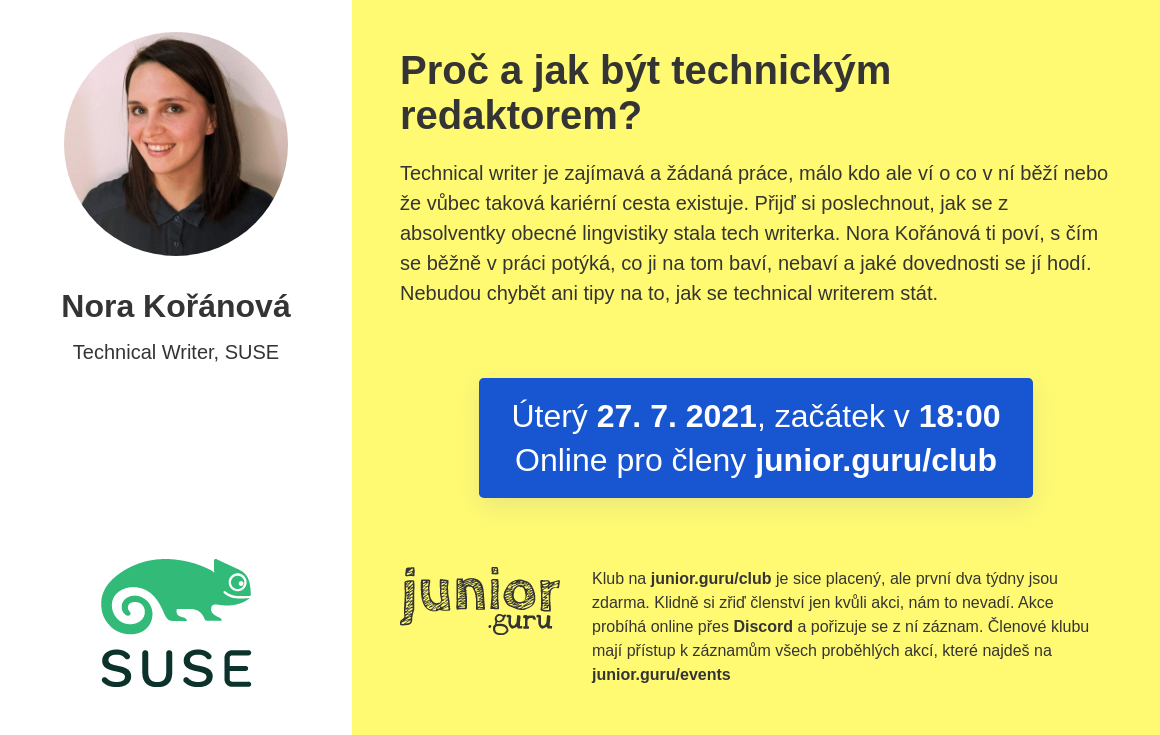 Nora Kořánová
Technical Writer, SUSE
SUSE
Proč a jak být technickým
redaktorem?
Technical writer je zajímavá a žádaná práce, málo kdo ale ví o co v ní běží nebo
že vůbec taková kariérní cesta existuje. Přijď si poslechnout, jak se z
absolventky obecné lingvistiky stala tech writerka. Nora Kořánová ti poví, s čím
se běžně v práci potýká, co ji na tom baví, nebaví a jaké dovednosti se jí hodí.
Nebudou chybět ani tipy na to, jak se technical writerem stát.
Úterý 27. 7. 2021, začátek v 18:00
Online pro členy junior.guru/club
junior
.guru
Klub na junior.guru/club je sice placený, ale první dva týdny jsou
zdarma. Klidně si zřiď členství jen kvůli akci, nám to nevadí. Akce
probíhá online přes Discord a pořizuje se z ní záznam. Členové klubu
mají přístup k záznamům všech proběhlých akcí, které najdeš na
junior.guru/events